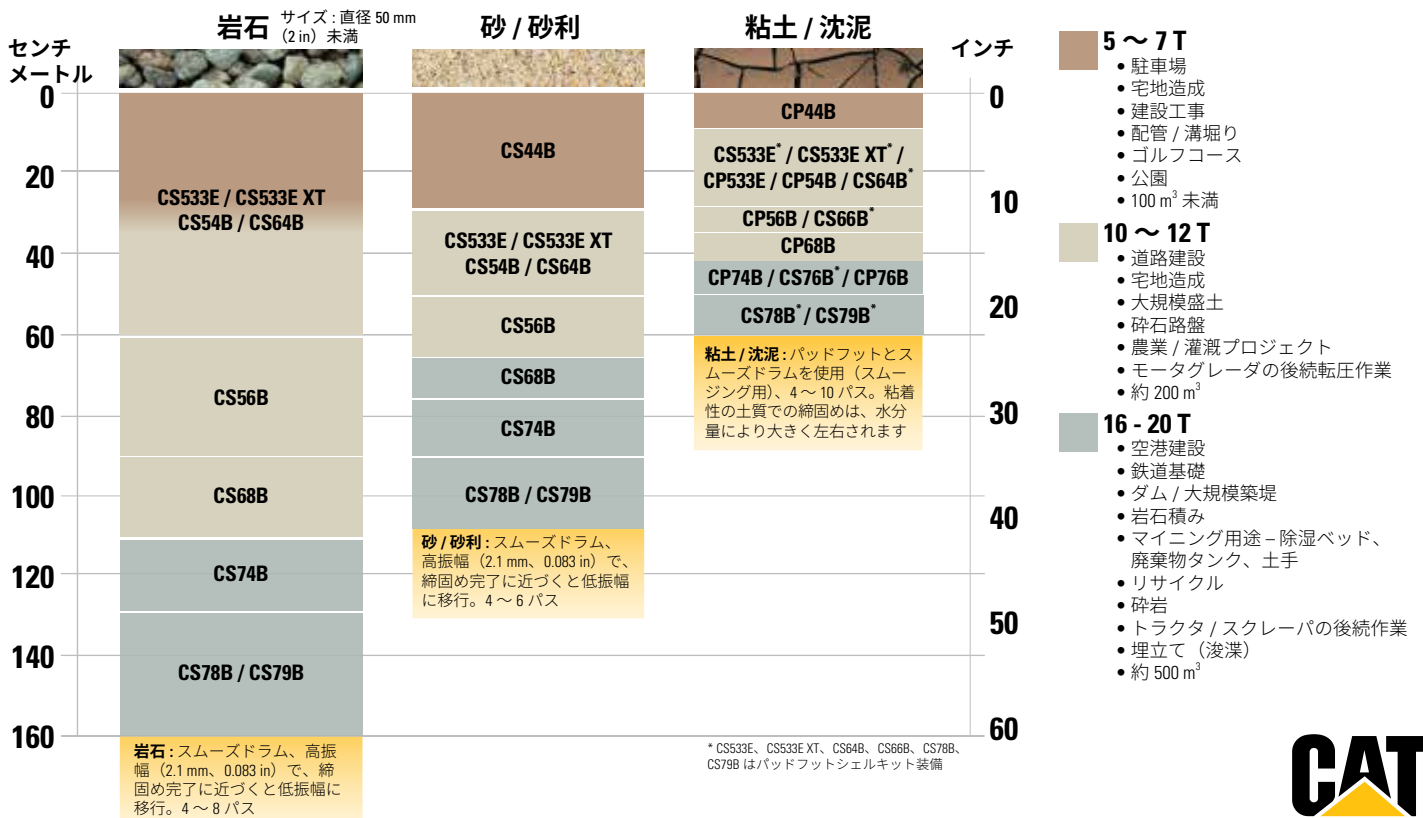 岩石 サイズ : 直径 50 mm
（2 in）未満
砂 / 砂利
粘土 / 沈泥
センチ
メートル
インチ
0
20
40
60
80
100
120
140
160
CS533E / CS533E XT
CS54B / CS64B
CS56B
CS68B
CS74B
CS78B / CS79B
岩石 : スムーズドラム、高振
幅（2.1 mm、0.083 in）で、締
固め完了に近づくと低振幅に
移行。4 ～ 8 パス
CS44B
CS533E / CS533E XT
CS54B / CS64B
CS56B
CS68B
CS74B
CS78B / CS79B
砂 / 砂利 : スムーズドラム、
高振幅（2.1 mm、0.083 in）で、
締固め完了に近づくと低振幅
に移行。4 ～ 6 パス
CP44B
CS533E* / CS533E XT* /
CP533E / CP54B / CS64B*
CP56B / CS66B*
CP68B
CP74B / CS76B* / CP76B
CS78B* / CS79B*
粘土 / 沈泥 : パッドフットとス
ムーズドラムを使用（スムー
ジング用）、4 ～ 10 パス。粘着
性の土質での締固めは、水分
量により大きく左右されます
* CS533E、CS533E XT、CS64B、CS66B、CS78B、
CS79B はパッドフットシェルキット装備
0
10
20
30
40
50
60
5 ～ 7 T
• 駐車場
• 宅地造成
• 建設工事
• 配管 / 溝堀り
• ゴルフコース
• 公園
• 100 m³ 未満
10 ～ 12 T
• 道路建設
• 宅地造成
• 大規模盛土
• 砕石路盤
• 農業 / 灌漑プロジェクト
• モータグレーダの後続転圧作業
• 約 200 m³
16 - 20 T
• 空港建設
• 鉄道基礎
• ダム / 大規模築堤
• 岩石積み
• マイニング用途 – 除湿ベッド、
廃棄物タンク、土手
• リサイクル
• 砕岩
• トラクタ / スクレーパの後続作業
• 埋立て（浚渫）
• 約 500 m³
CAT